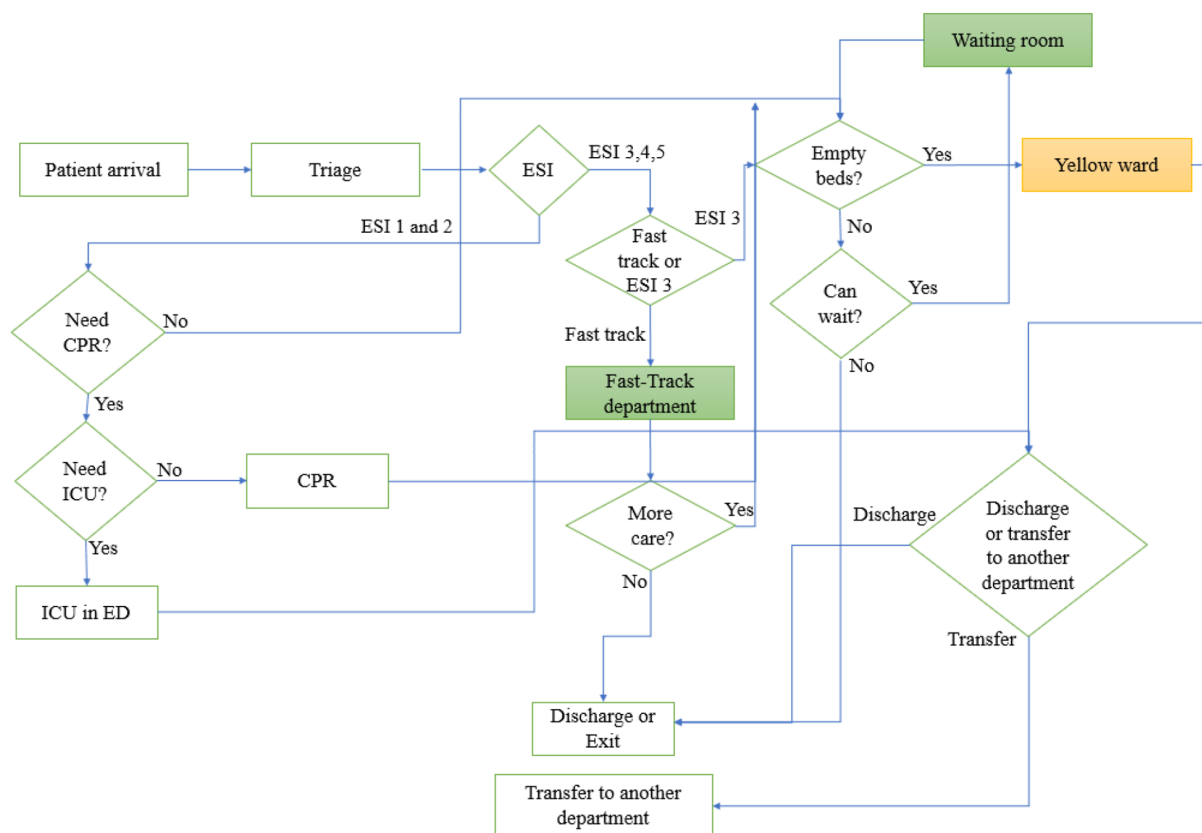 Waiting room
Patient arrival
Triage
ESI
ESI 3,4,5
Empty
beds?
Yes
Yellow ward
ESI 1 and 2
ESI 3
No
Fast
track or
ESI 3
Can
wait?
Yes
Need
CPR?
No
Fast track
No
Fast-Track
department
Yes
Need
ICU?
No
CPR
More
care?
Yes
Discharge
Discharge
or transfer
to another
department
Yes
No
ICU in ED
Transfer
Discharge or
Exit
Transfer to another
department